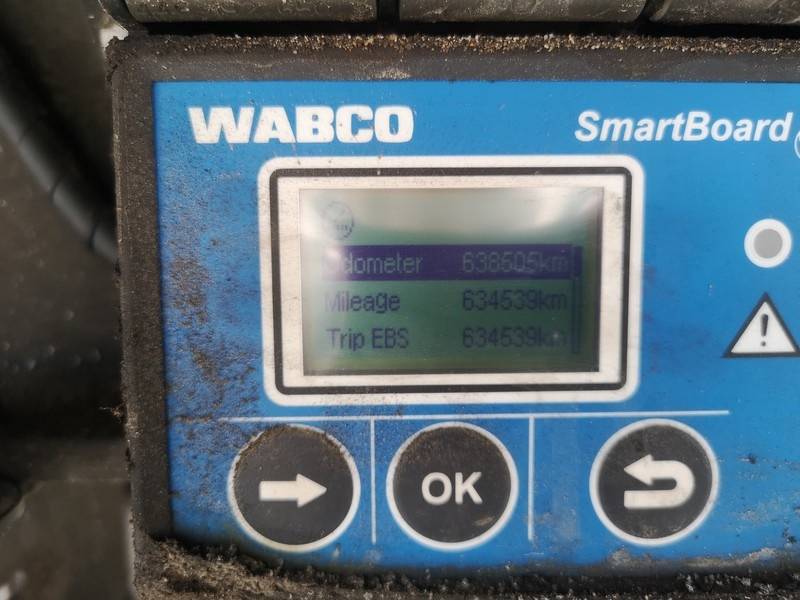 WABCO SmartBoard
Odometer 638505km
Mileage 634539km
Trip EBS 634539km
OK